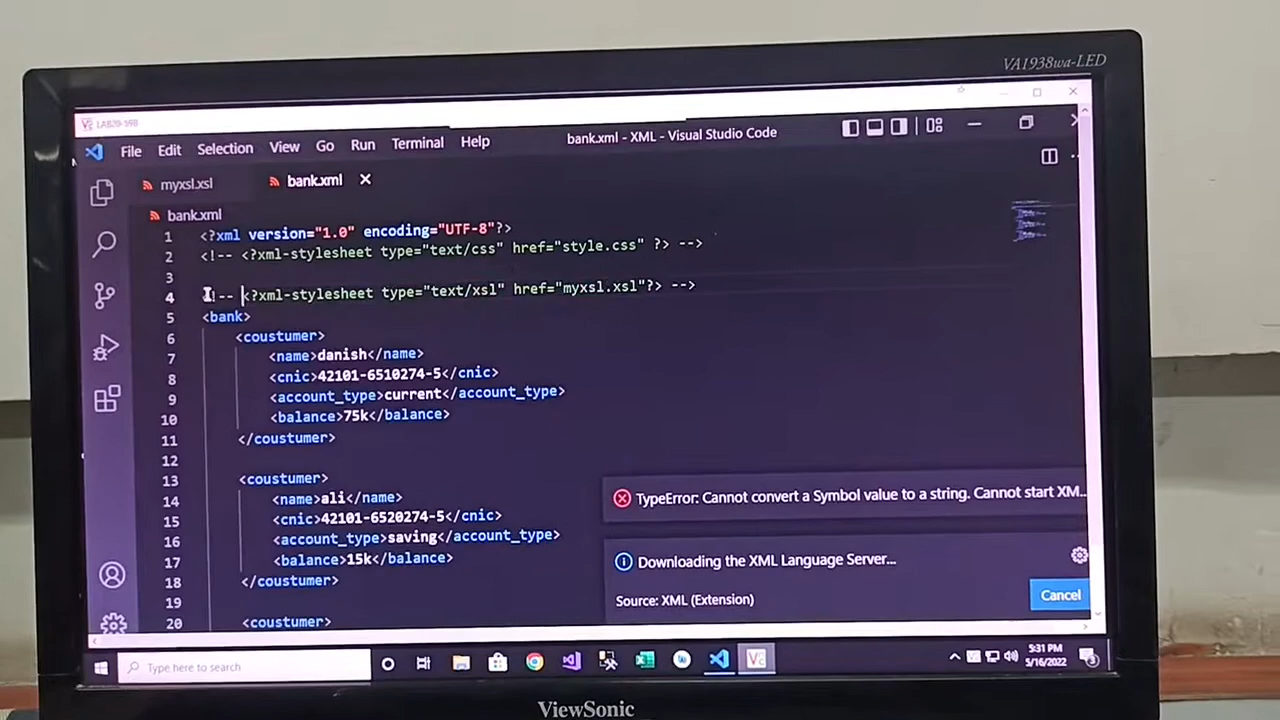 VA1938wa-LED
LAB20-59B
File Edit Selection View Go Run Terminal Help bank.xml - XML - Visual Studio Code
myxsl.xsl bank.xml
bank.xml
1 <?xml version="1.0" encoding="UTF-8"?>
2 <!-- <?xml-stylesheet type="text/css" href="style.css" ?> -->
3
4 <!-- <?xml-stylesheet type="text/xsl" href="myxsl.xsl"?> -->
5 <bank>
6 <coustumer>
7 <name>danish</name>
8 <cnic>42101-6510274-5</cnic>
9 <account_type>current</account_type>
10 <balance>75k</balance>
11 </coustumer>
12
13 <coustumer>
14 <name>ali</name>
15 <cnic>42101-6520274-5</cnic>
16 <account_type>saving</account_type>
17 <balance>15k</balance>
18 </coustumer>
19
20 <coustumer>
TypeError: Cannot convert a Symbol value to a string. Cannot start XM...
Downloading the XML Language Server...
Source: XML (Extension)
Cancel
Type here to search
5:31 PM
5/16/2022
3
ViewSonic